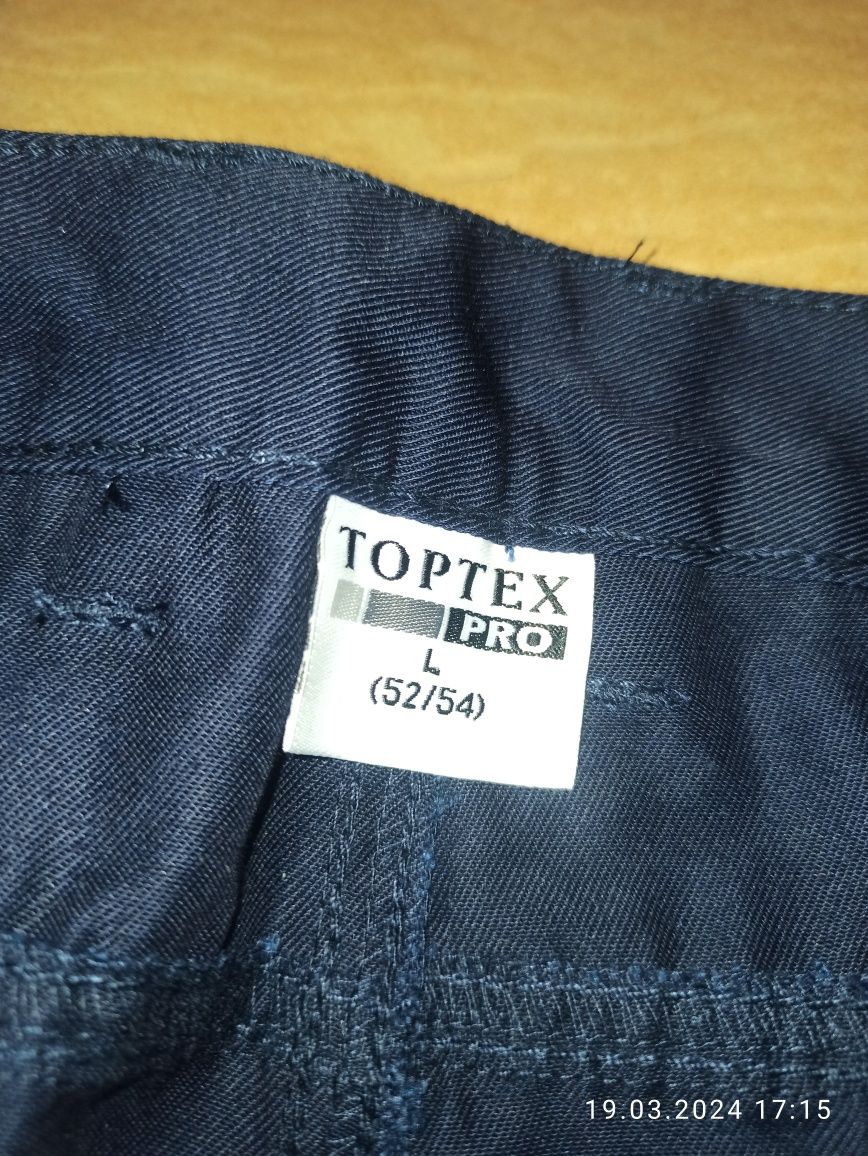 TOPTEX
PRO
L
(52/54)
19.03.2024 17:15